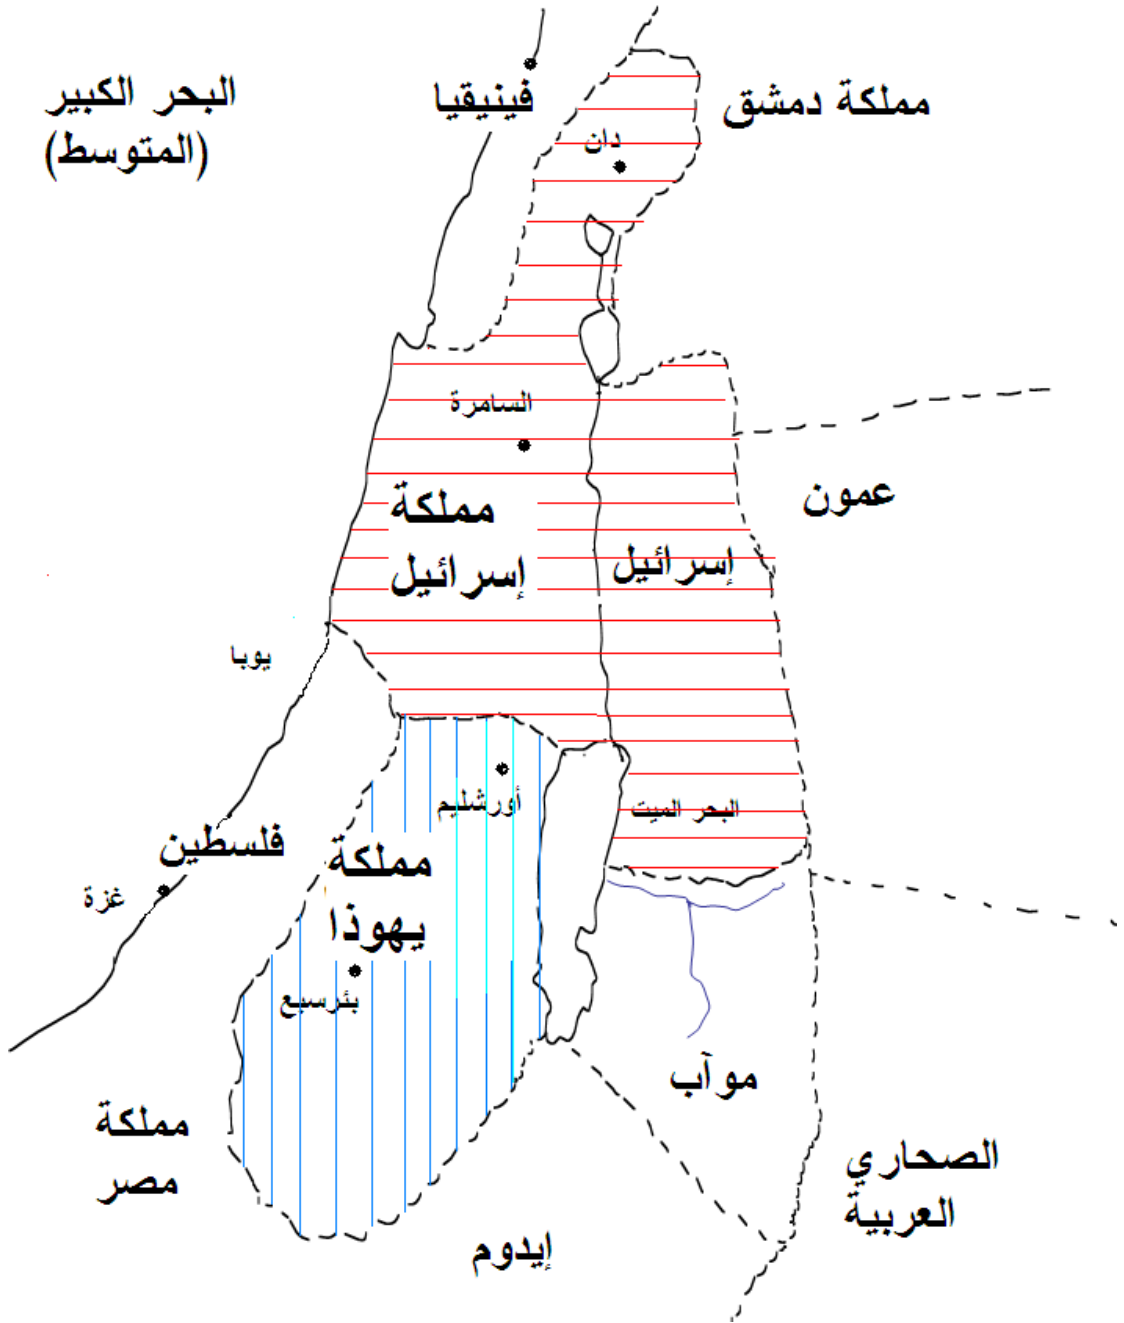 البحر الكبير
(المتوسط)
فينيقيا
مملكة دمشق
دان
السامرة
عمون
مملكة
إسرائيل
إسرائيل
يوبا
أورشليم
البحر الميت
فلسطين
غزة
مملكة
يهوذا
بئرسبع
موآب
مملكة
مصر
الصحاري
العربية
إيدوم